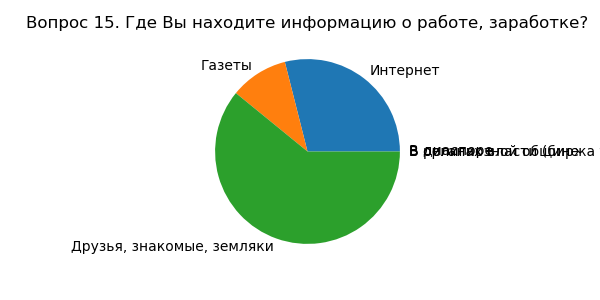 Вопрос 15. Где Вы находите информацию о работе, заработке?
Газеты
Интернет
Друзья, знакомые, земляки